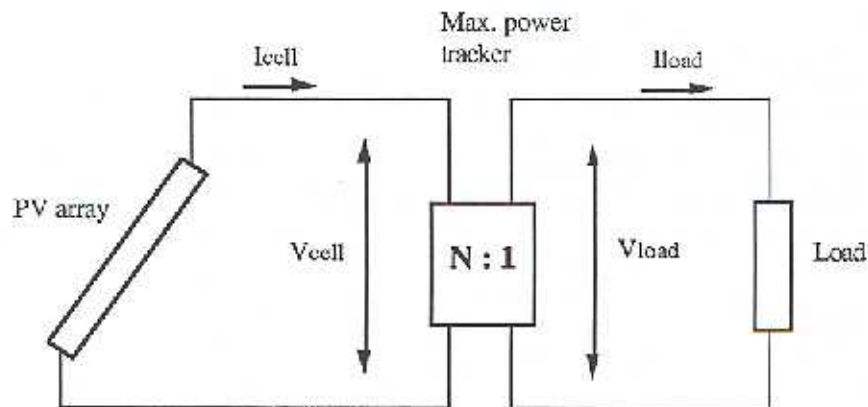 Max. power
tracker
Icell
Iload
PV array
Vcell
N : 1
Vload
Load